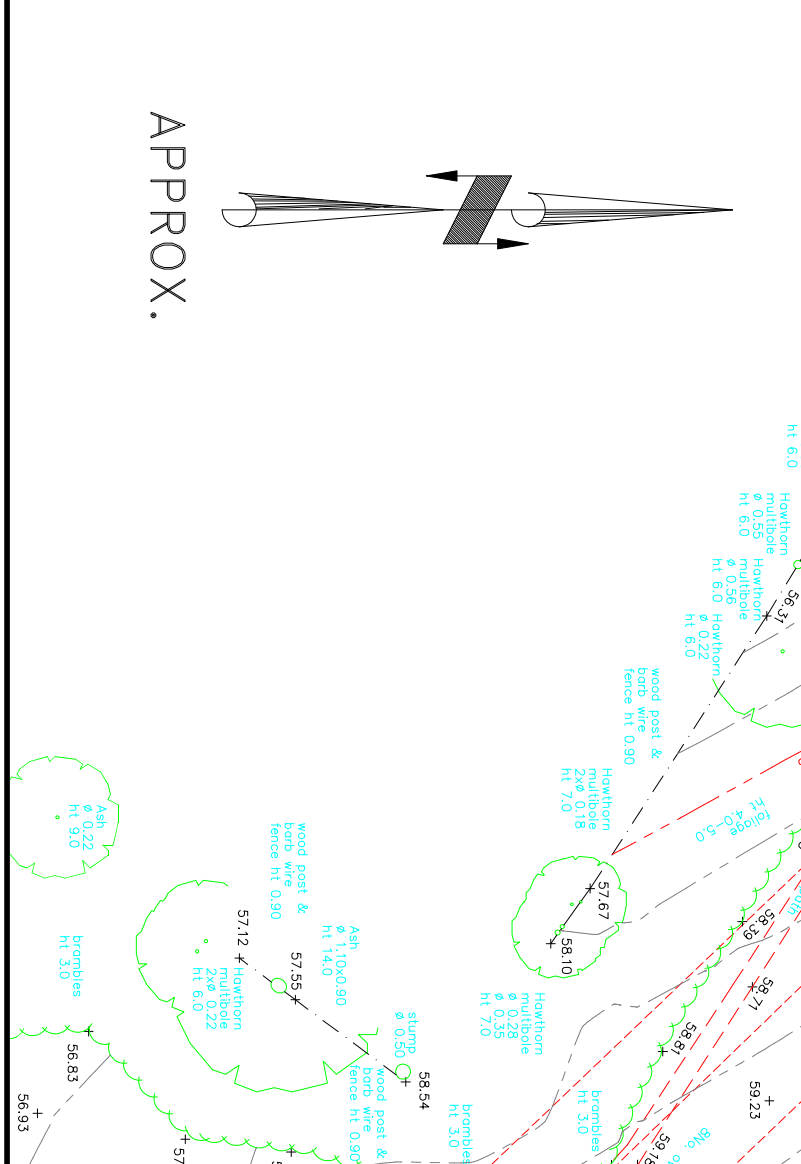 APPROX.
ht 6.0
Hawthorn
multibole
ø 0.55
ht 6.0
Hawthorn
multibole
ø 0.56
ht 6.0
56.31
Hawthorn
ø 0.22
ht 6.0
wood post &
barb wire
fence ht 0.90
Hawthorn
multibole
2xø 0.18
ht 7.0
foliage
ht 4.0-5.0
57.67
58.10
58.39
58.71
58.81
59.23
Hawthorn
multibole
ø 0.28
ø 0.35
ht 7.0
brambles
ht 3.0
8No.
wood post &
barb wire
fence ht 0.90
Ash
ø 0.22
ht 9.0
57.12
57.55
Ash
ø 1.10x0.90
ht 14.0
Hawthorn
multibole
2xø 0.22
ht 6.0
stump
ø 0.50
58.54
wood post &
barb wire
fence ht 0.90
brambles
ht 3.0
brambles
ht 3.0
56.83
56.93